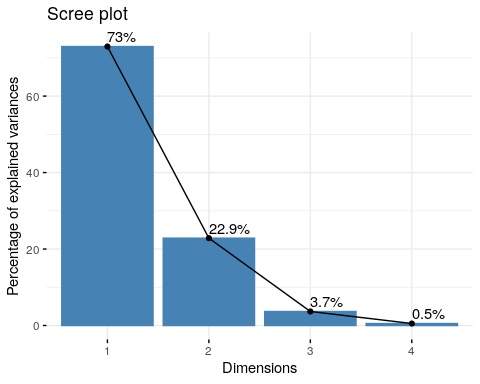 Scree plot
73%
22.9%
3.7%
0.5%
60
40
20
0
Percentage of explained variances
1 2 3 4
Dimensions